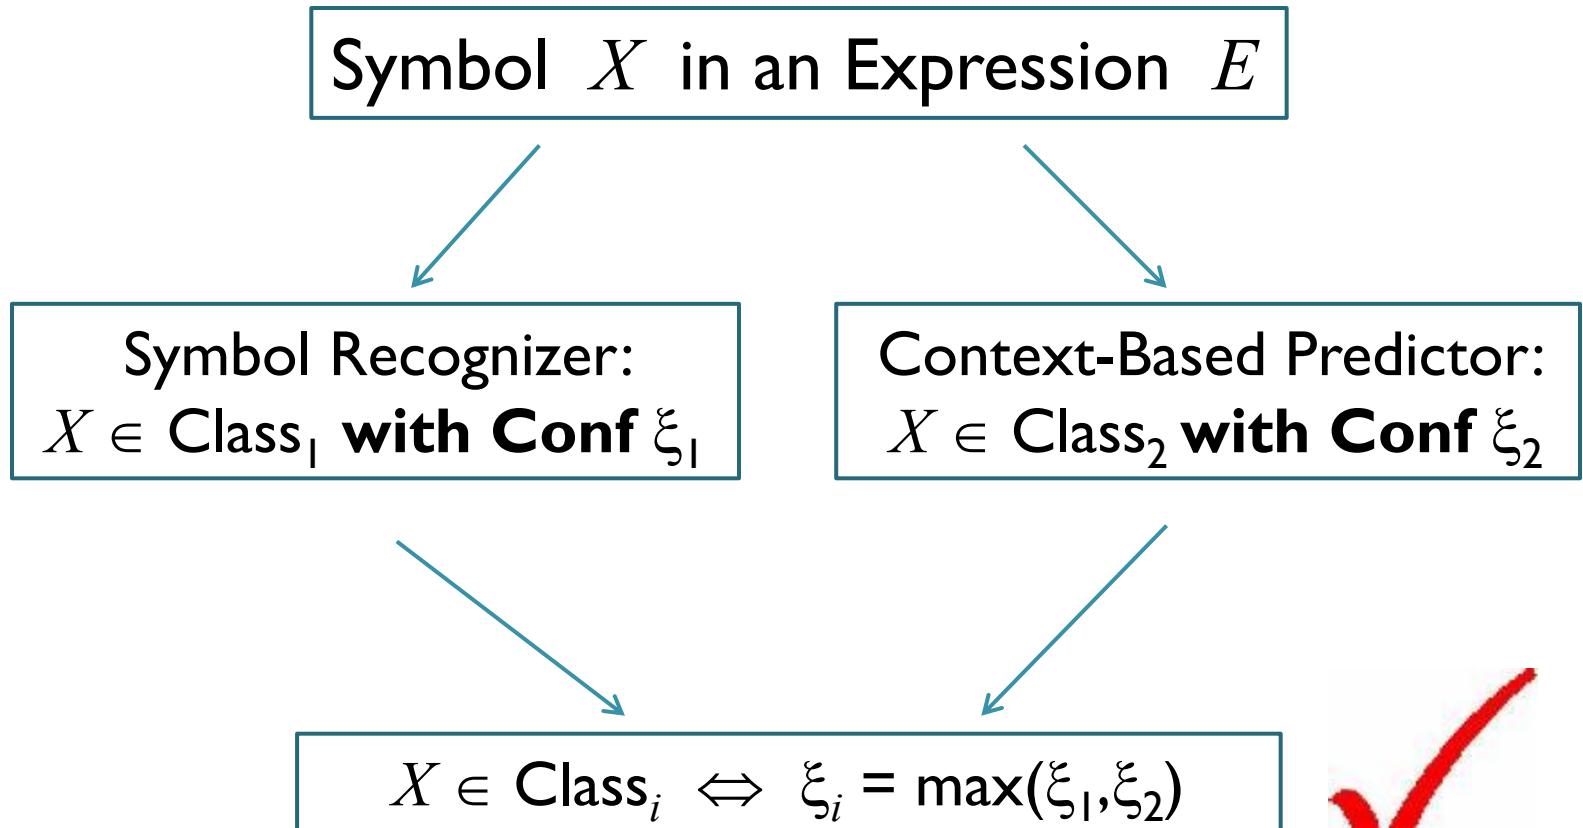 Symbol X in an Expression E
Symbol Recognizer:
X ∈ Class₁ with Conf ξ₁
Context-Based Predictor:
X ∈ Class₂ with Conf ξ₂
X ∈ Classᵢ ⇔ ξᵢ = max(ξ₁,ξ₂)